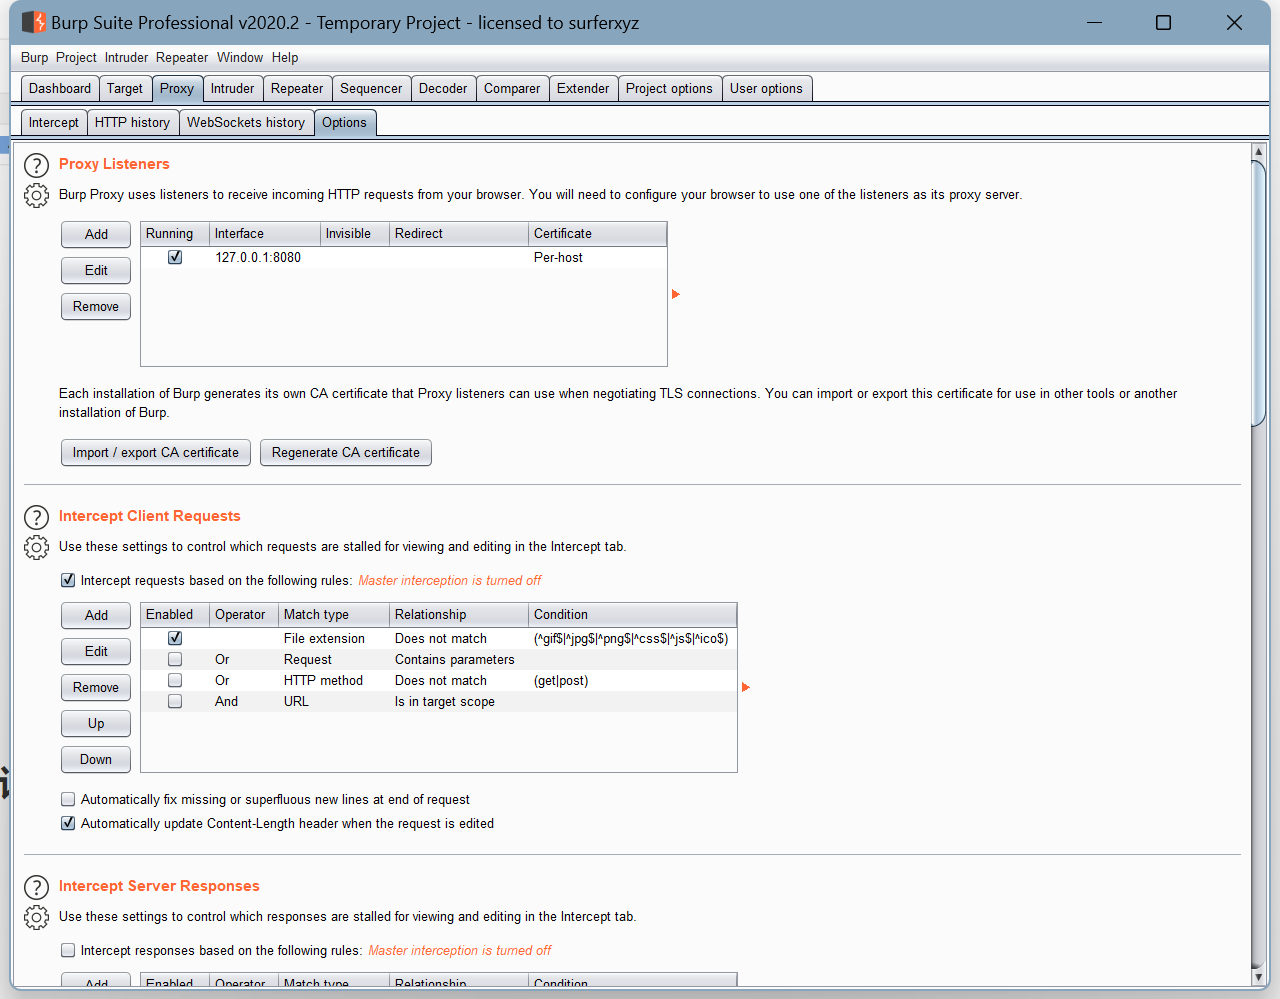 Burp Suite Professional v2020.2 - Temporary Project - licensed to surferxyz
Burp Project Intruder Repeater Window Help
Dashboard Target Proxy Intruder Repeater Sequencer Decoder Comparer Extender Project options User options
Intercept HTTP history WebSockets history Options
Proxy Listeners
Burp Proxy uses listeners to receive incoming HTTP requests from your browser. You will need to configure your browser to use one of the listeners as its proxy server.
Add
Edit
Remove
Running Interface Invisible Redirect Certificate
127.0.0.1:8080 Per-host
Each installation of Burp generates its own CA certificate that Proxy listeners can use when negotiating TLS connections. You can import or export this certificate for use in other tools or another
installation of Burp.
Import / export CA certificate Regenerate CA certificate
Intercept Client Requests
Use these settings to control which requests are stalled for viewing and editing in the Intercept tab.
Intercept requests based on the following rules: Master interception is turned off
Add
Edit
Remove
Up
Down
Enabled Operator Match type Relationship Condition
File extension Does not match (^gif$|^jpg$|^png$|^css$|^js$|^ico$)
Or Request Contains parameters
Or HTTP method Does not match (get|post)
And URL Is in target scope
Automatically fix missing or superfluous new lines at end of request
Automatically update Content-Length header when the request is edited
Intercept Server Responses
Use these settings to control which responses are stalled for viewing and editing in the Intercept tab.
Intercept responses based on the following rules: Master interception is turned off
Add Enabled Operator Match type Relationship Condition